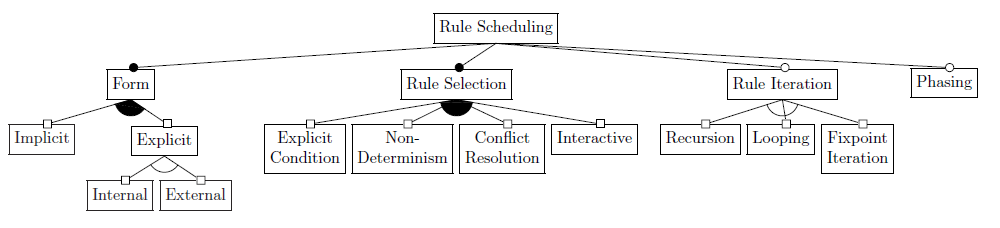 Rule Scheduling
Form
Rule Selection
Rule Iteration
Phasing
Implicit
Explicit
Explicit
Condition
Non-
Determinism
Conflict
Resolution
Interactive
Recursion
Looping
Fixpoint
Iteration
Internal
External